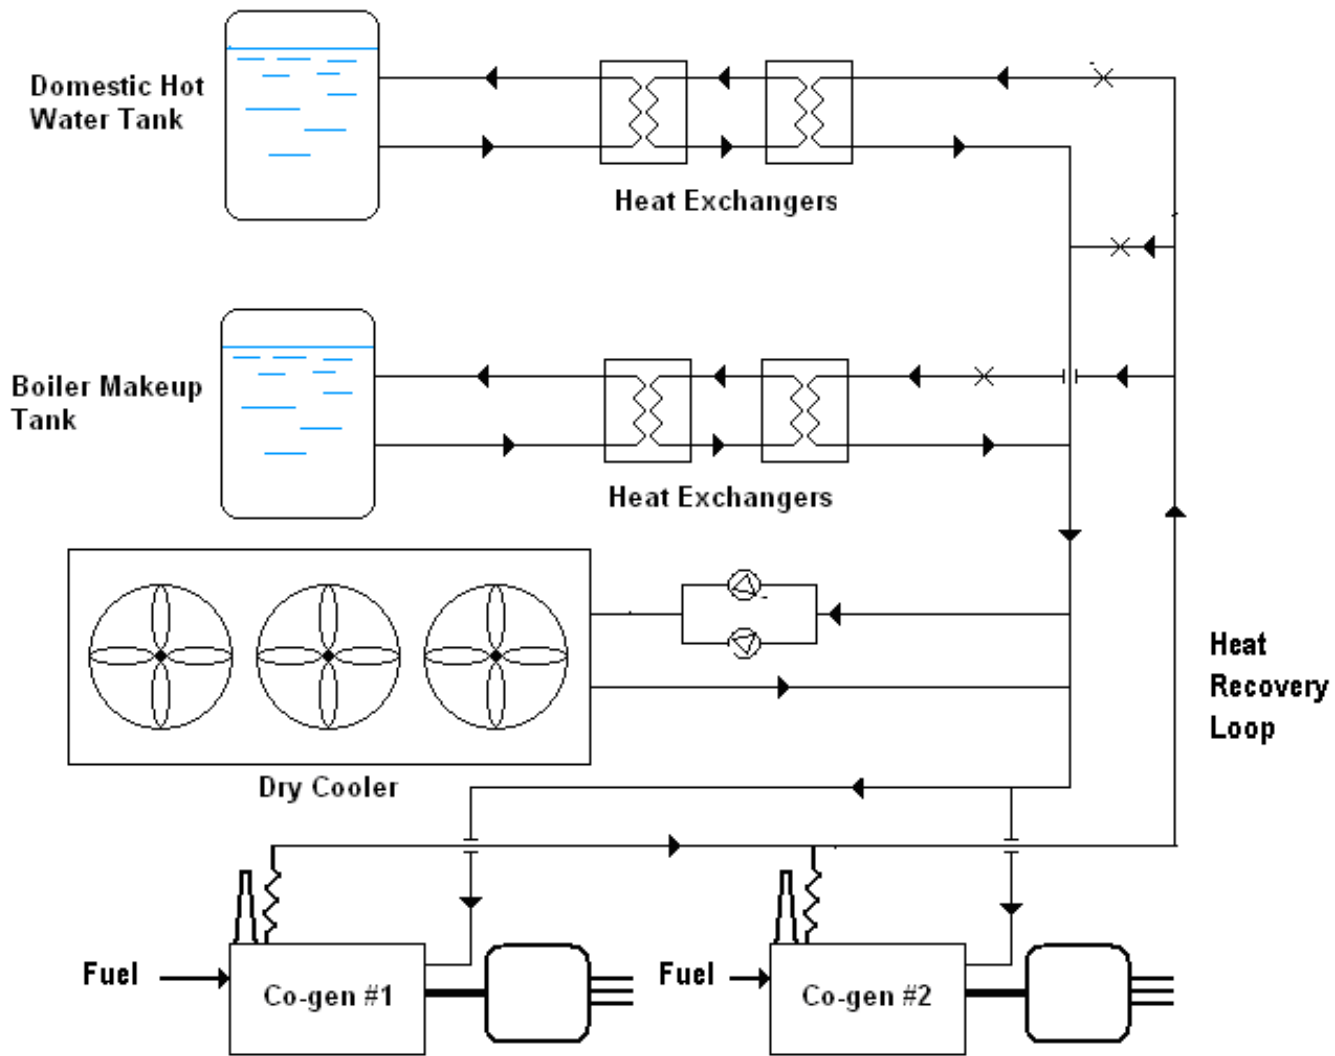 Domestic Hot
Water Tank
Heat Exchangers
Boiler Makeup
Tank
Heat Exchangers
Heat
Recovery
Loop
Dry Cooler
Fuel
Co-gen #1
Fuel
Co-gen #2